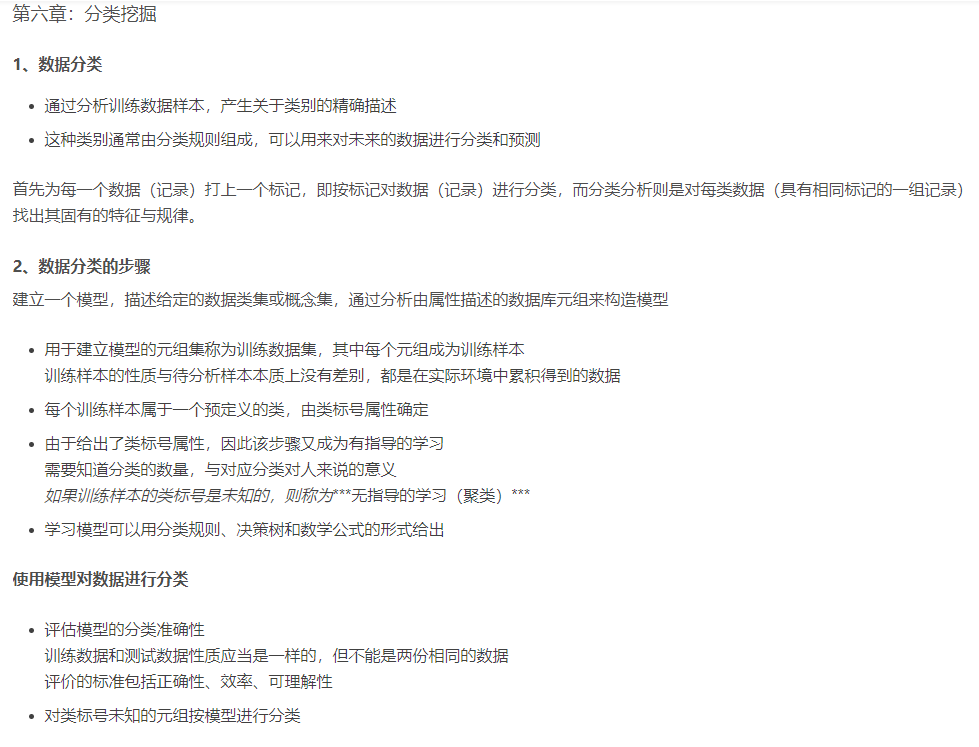 第六章：分类挖掘
1、数据分类
• 通过分析训练数据样本，产生关于类别的精确描述
• 这种类别通常由分类规则组成，可以用来对未来的数据进行分类和预测
首先为每一个数据（记录）打上一个标记，即按标记对数据（记录）进行分类，而分类分析则是对每类数据（具有相同标记的一组记录）
找出其固有的特征与规律。
2、数据分类的步骤
建立一个模型，描述给定的数据类集或概念集，通过分析由属性描述的数据库元组来构造模型
• 用于建立模型的元组集称为训练数据集，其中每个元组成为训练样本
训练样本的性质与待分析样本本质上没有差别，都是在实际环境中累积得到的数据
• 每个训练样本属于一个预定义的类，由类标号属性确定
• 由于给出了类标号属性，因此该步骤又成为有指导的学习
需要知道分类的数量，与对应分类对人来说的意义
如果训练样本的类标号是未知的，则称为***无指导的学习（聚类）***
• 学习模型可以用分类规则、决策树和数学公式的形式给出
使用模型对数据进行分类
• 评估模型的分类准确性
训练数据和测试数据性质应当是一样的，但不能是两份相同的数据
评价的标准包括正确性、效率、可理解性
• 对类标号未知的元组按模型进行分类